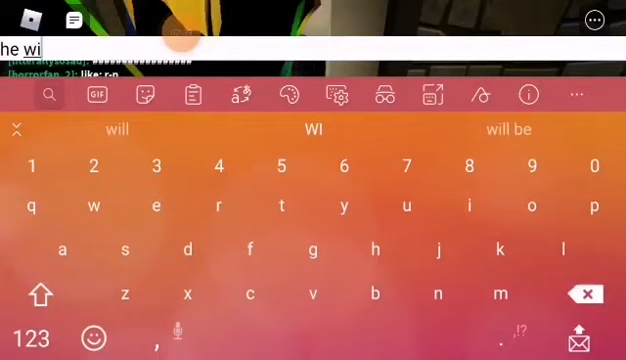 he wi
[horrorfan_2]: like: r-n
GIF
will WI will be
1 2 3 4 5 6 7 8 9 0
q w e r t y u i o p
a s d f g h j k l
z x c v b n m
123 , . ,!?